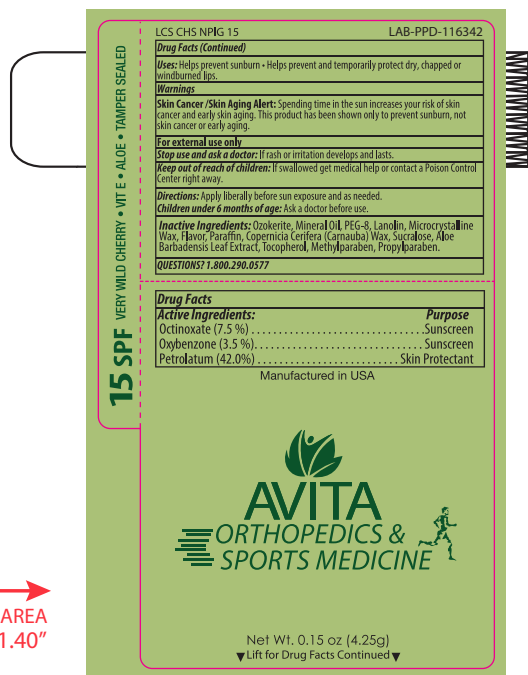 LCS CHS NPIG 15 LAB-PPD-116342
Drug Facts (Continued)
Uses: Helps prevent sunburn • Helps prevent and temporarily protect dry, chapped or
windburned lips.
Warnings
Skin Cancer /Skin Aging Alert: Spending time in the sun increases your risk of skin
cancer and early skin aging. This product has been shown only to prevent sunburn, not
skin cancer or early aging.
For external use only
Stop use and ask a doctor: If rash or irritation develops and lasts.
Keep out of reach of children: If swallowed get medical help or contact a Poison Control
Center right away.
Directions: Apply liberally before sun exposure and as needed.
Children under 6 months of age: Ask a doctor before use.
Inactive Ingredients: Ozokerite, Mineral Oil, PEG-8, Lanolin, Microcrystalline
Wax, Flavor, Paraffin, Copernicia Cerifera (Carnauba) Wax, Sucralose, Aloe
Barbadensis Leaf Extract, Tocopherol, Methylparaben, Propylparaben.
QUESTIONS? 1.800.290.0577
15 SPF VERY WILD CHERRY • VIT E • ALOE • TAMPER SEALED
Drug Facts
Active Ingredients: Purpose
Octinoxate (7.5 %) . . . . . . . . . . . . . . . . . . . . . . . . . . . . . . .Sunscreen
Oxybenzone (3.5 %). . . . . . . . . . . . . . . . . . . . . . . . . . . . . . Sunscreen
Petrolatum (42.0%) . . . . . . . . . . . . . . . . . . . . . . . . . Skin Protectant
Manufactured in USA
AVITA
ORTHOPEDICS &
SPORTS MEDICINE
AREA
1.40”
Net Wt. 0.15 oz (4.25g)
▼Lift for Drug Facts Continued▼